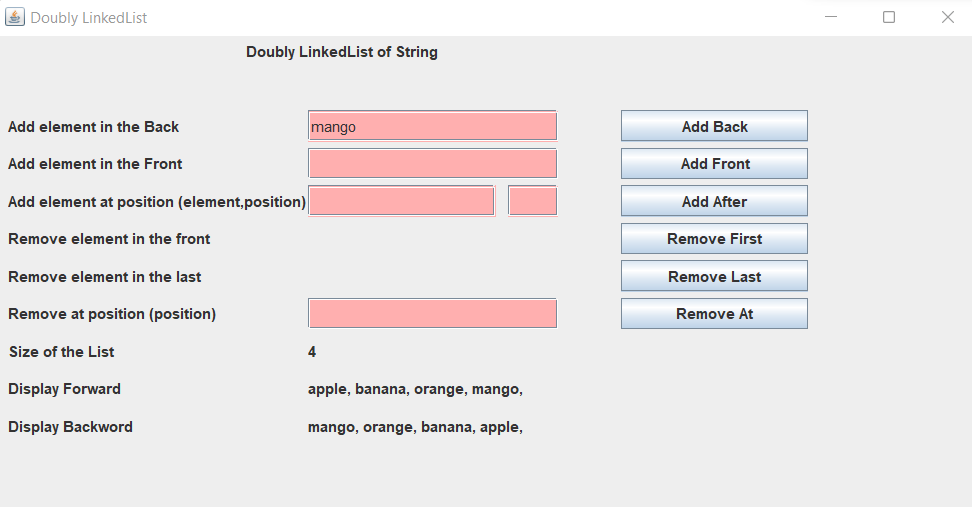 Doubly LinkedList
Doubly LinkedList of String
Add element in the Back mango Add Back
Add element in the Front Add Front
Add element at position (element,position) Add After
Remove element in the front Remove First
Remove element in the last Remove Last
Remove at position (position) Remove At
Size of the List 4
Display Forward apple, banana, orange, mango,
Display Backword mango, orange, banana, apple,